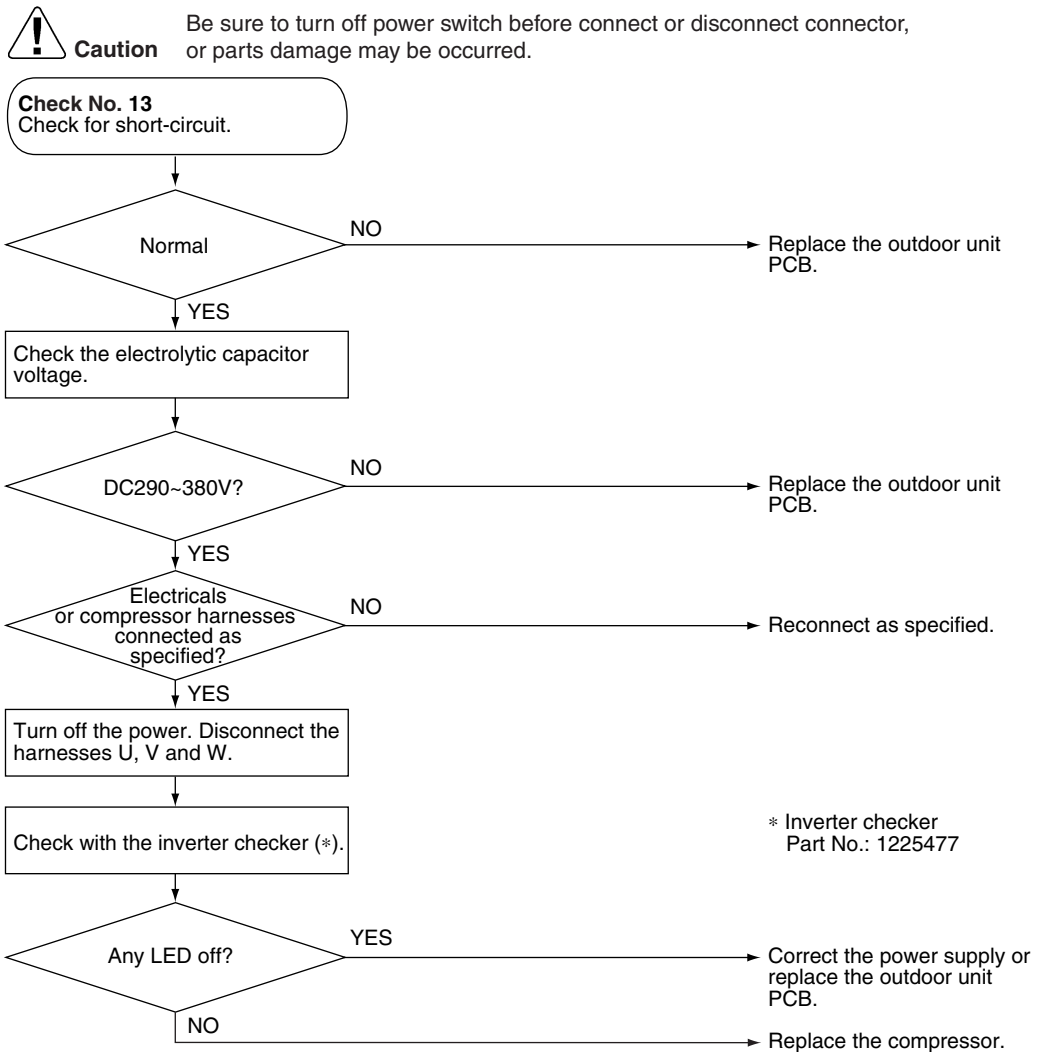 Be sure to turn off power switch before connect or disconnect connector,
Caution or parts damage may be occurred.
Check No. 13
Check for short-circuit.
Normal
NO
Replace the outdoor unit
PCB.
YES
Check the electrolytic capacitor
voltage.
DC290~380V?
NO
Replace the outdoor unit
PCB.
YES
Electricals
or compressor harnesses
connected as
specified?
NO
Reconnect as specified.
YES
Turn off the power. Disconnect the
harnesses U, V and W.
Check with the inverter checker (*).
* Inverter checker
Part No.: 1225477
Any LED off?
YES
Correct the power supply or
replace the outdoor unit
PCB.
NO
Replace the compressor.